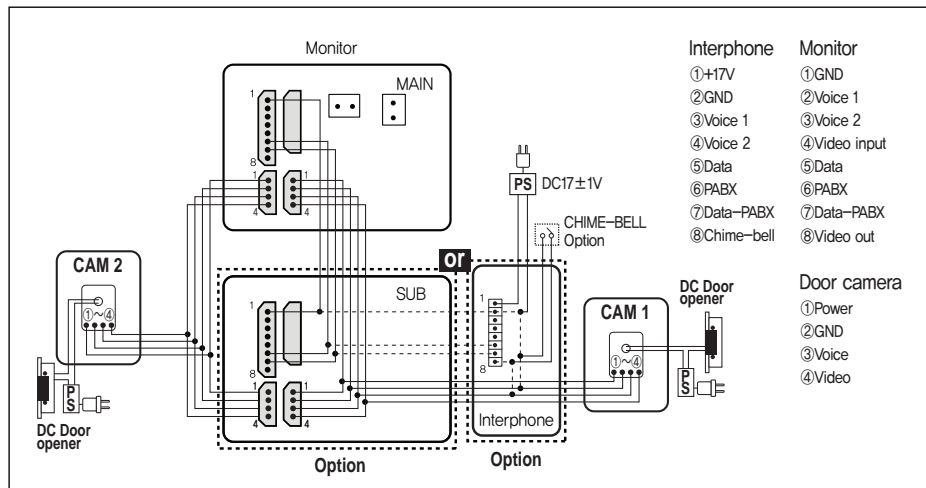 Monitor
MAIN
1
8
1
4
1
4
PS
DC17±1V
CHIME-BELL
Option
or
CAM 2
①~④
PS
DC Door
opener
SUB
1
8
1
4
1
4
Option
1
8
Interphone
Option
CAM 1
①~④
DC Door
opener
PS
Interphone
①+17V
②GND
③Voice 1
④Voice 2
⑤Data
⑥PABX
⑦Data-PABX
⑧Chime-bell
Monitor
①GND
②Voice 1
③Voice 2
④Video input
⑤Data
⑥PABX
⑦Data-PABX
⑧Video out
Door camera
①Power
②GND
③Voice
④Video